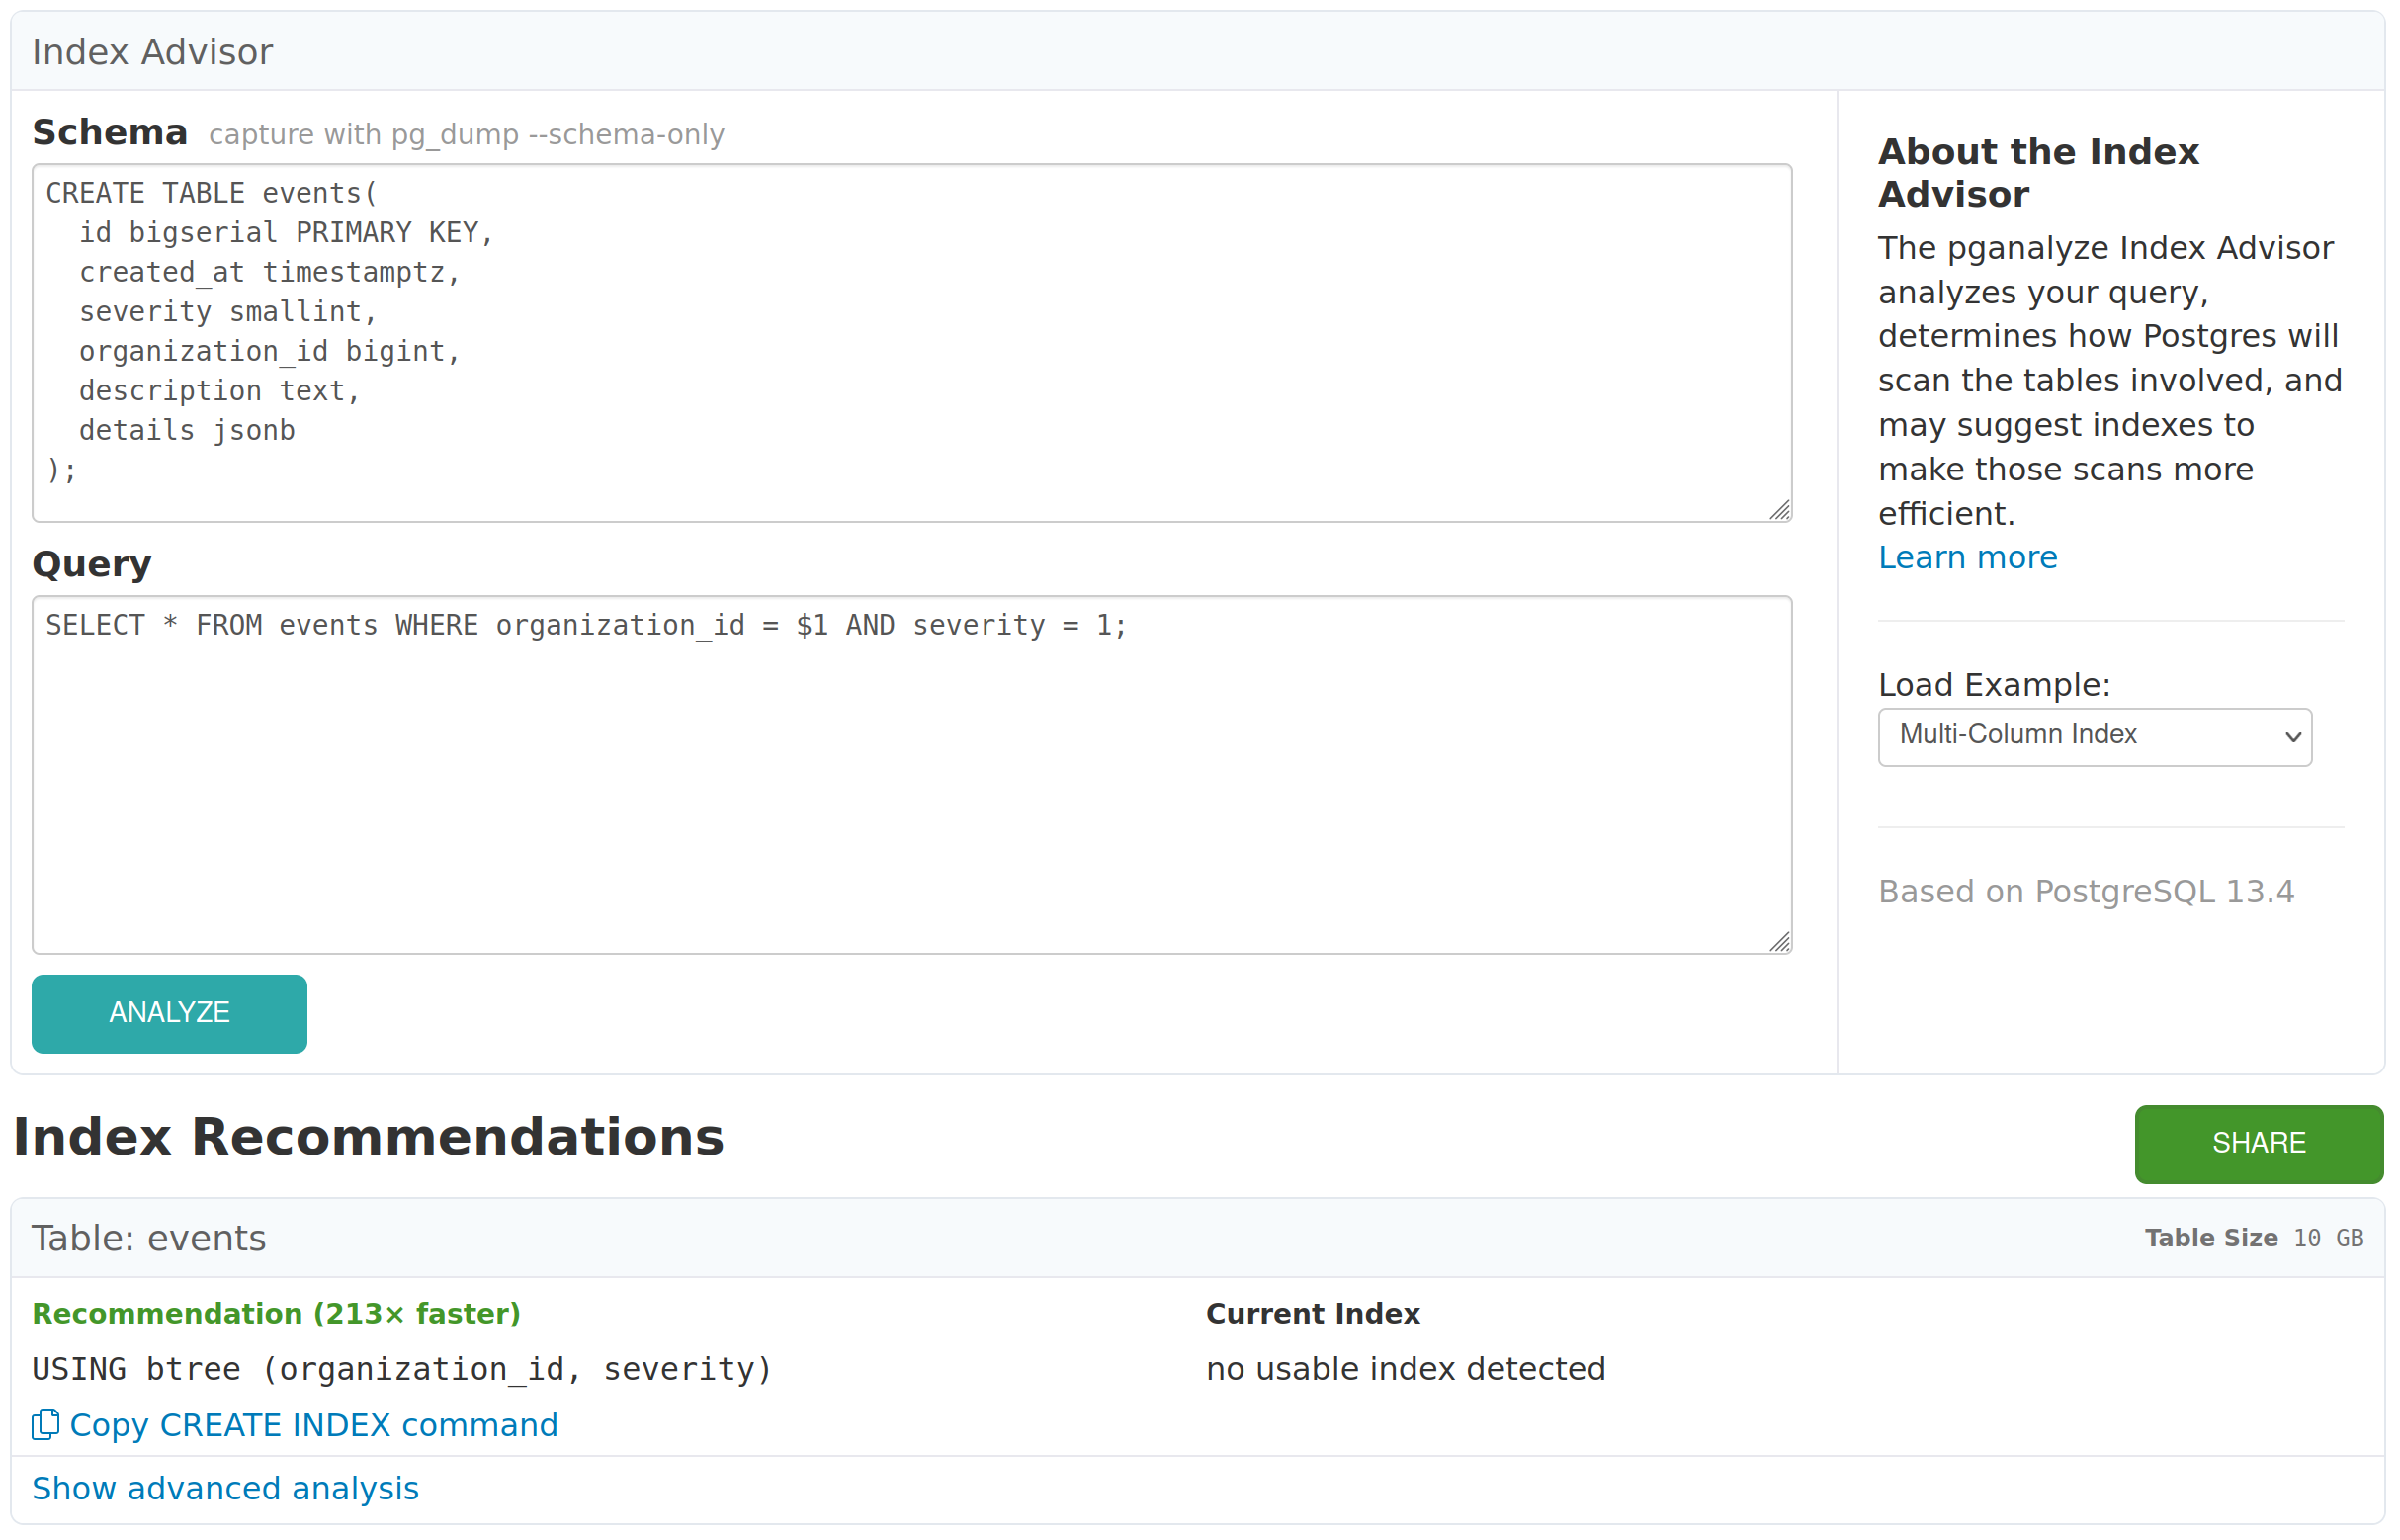 Index Advisor
Schema capture with pg_dump --schema-only
CREATE TABLE events(
  id bigserial PRIMARY KEY,
  created_at timestamptz,
  severity smallint,
  organization_id bigint,
  description text,
  details jsonb
);
Query
SELECT * FROM events WHERE organization_id = $1 AND severity = 1;
ANALYZE
About the Index
Advisor
The pganalyze Index Advisor
analyzes your query,
determines how Postgres will
scan the tables involved, and
may suggest indexes to
make those scans more
efficient.
Learn more
Load Example:
Multi-Column Index
Based on PostgreSQL 13.4
Index Recommendations
SHARE
Table: events
Table Size 10 GB
Recommendation (213× faster)
USING btree (organization_id, severity)
Copy CREATE INDEX command
Current Index
no usable index detected
Show advanced analysis